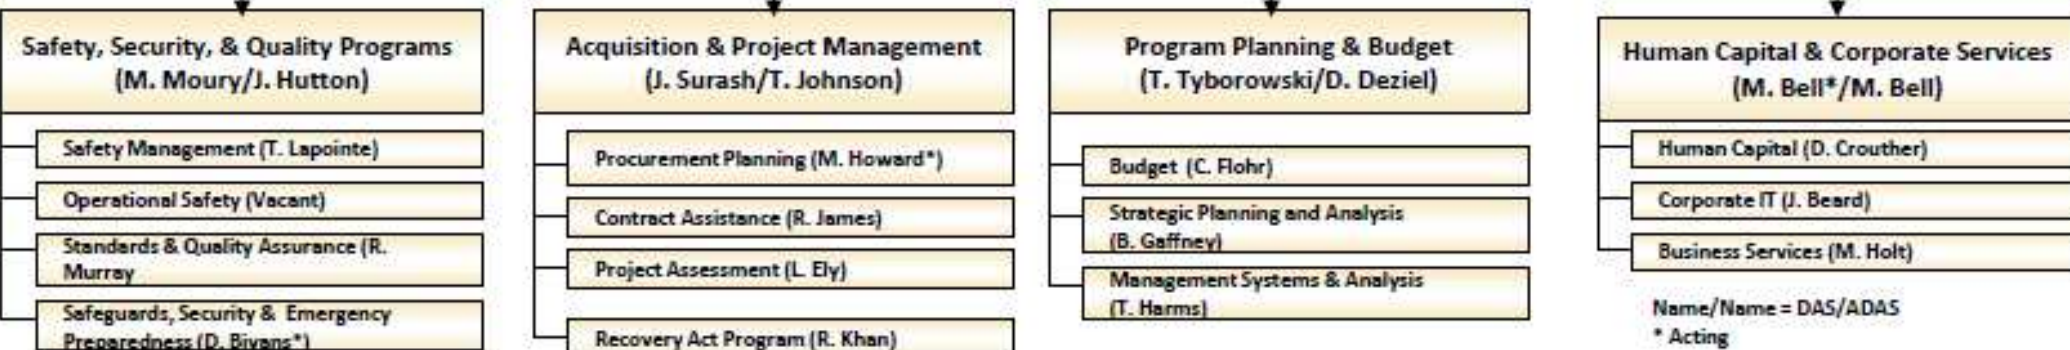 Safety, Security, & Quality Programs
(M. Moury/J. Hutton)
Safety Management (T. Lapointe)
Operational Safety (Vacant)
Standards & Quality Assurance (R.
Murray
Safeguards, Security & Emergency
Preparedness (D. Bivans*)
Acquisition & Project Management
(J. Surash/T. Johnson)
Procurement Planning (M. Howard*)
Contract Assistance (R. James)
Project Assessment (L. Ely)
Recovery Act Program (R. Khan)
Program Planning & Budget
(T. Tyborowski/D. Deziel)
Budget (C. Flohr)
Strategic Planning and Analysis
(B. Gaffney)
Management Systems & Analysis
(T. Harms)
Human Capital & Corporate Services
(M. Bell*/M. Bell)
Human Capital (D. Crouther)
Corporate IT (J. Beard)
Business Services (M. Holt)
Name/Name = DAS/ADAS
* Acting